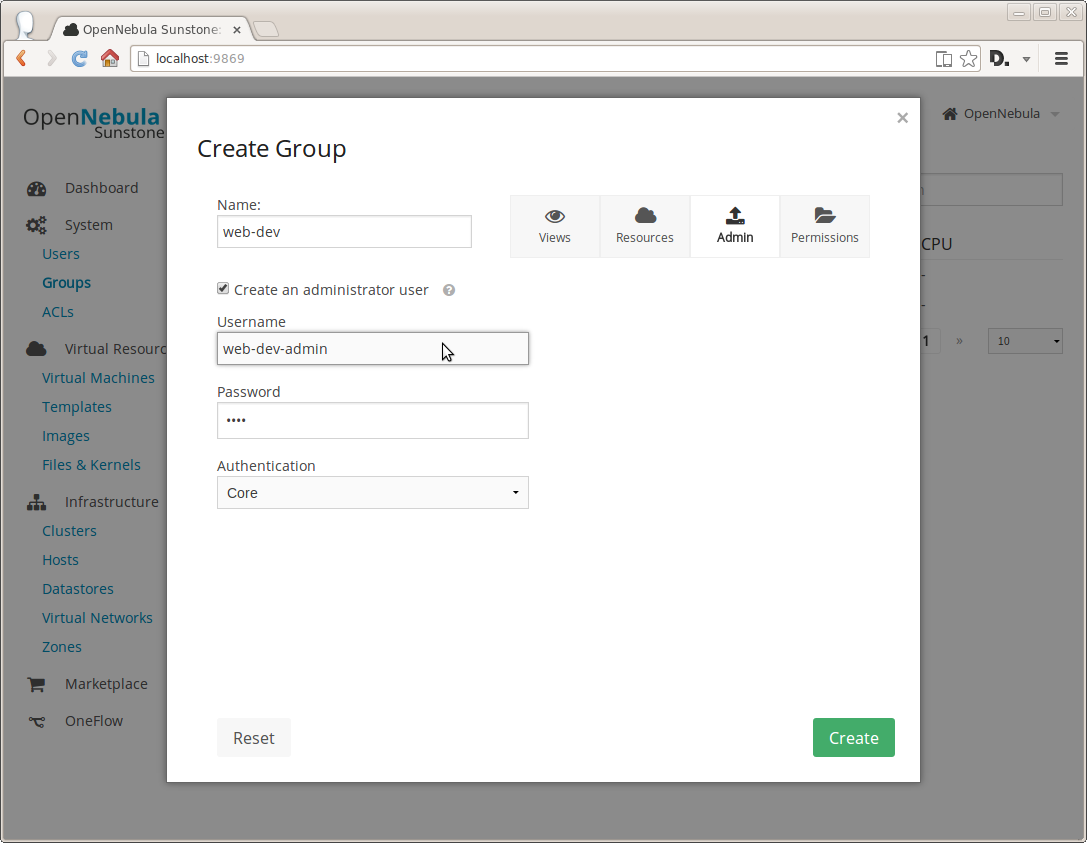 OpenNebula Sunstone:
localhost:9869
D.
OpenNebula
Sunstone
OpenNebula
Dashboard
System
Users
Groups
ACLs
Virtual Resourc
Virtual Machines
Templates
Images
Files & Kernels
Infrastructure
Clusters
Hosts
Datastores
Virtual Networks
Zones
Marketplace
OneFlow
Create Group
×
Name:
web-dev
Views
Resources
Admin
Permissions
Create an administrator user ?
Username
web-dev-admin
Password
••••
Authentication
Core
Reset
Create
CPU
-
-
1 »
10